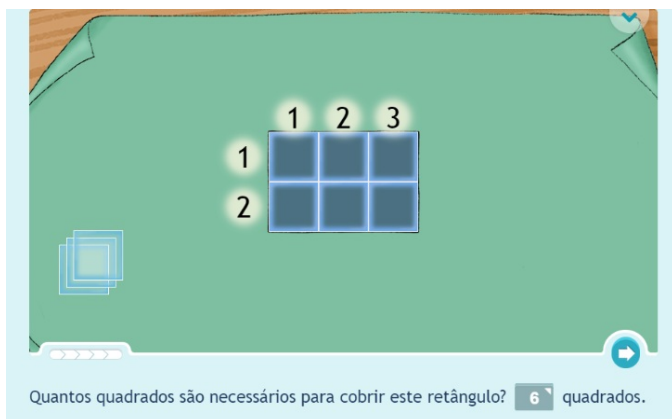 1 2 3
1
2
Quantos quadrados são necessários para cobrir este retângulo? 6 quadrados.